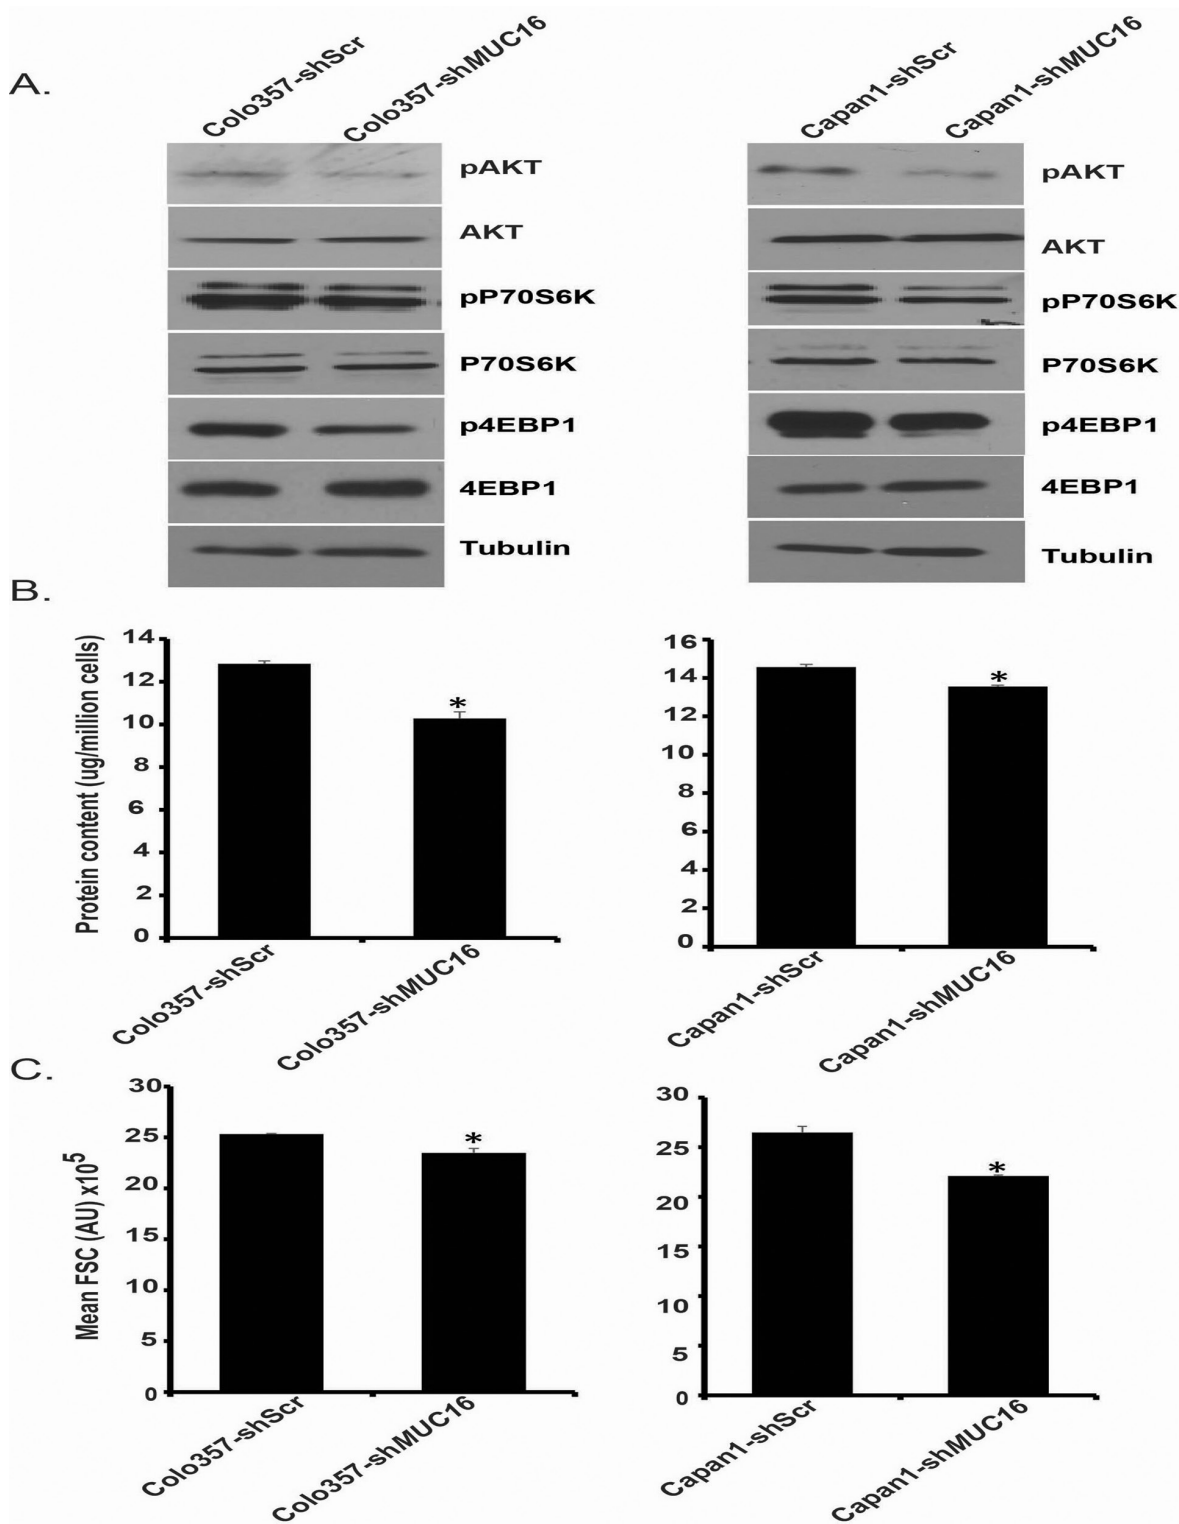 A.
Colo357-shScr
Colo357-shMUC16
Capan1-shScr
Capan1-shMUC16
pAKT
AKT
pP70S6K
P70S6K
p4EBP1
4EBP1
Tubulin
pAKT
AKT
pP70S6K
P70S6K
p4EBP1
4EBP1
Tubulin
B.
Protein content (ug/million cells)
14
12
10
8
6
4
2
0
*
Colo357-shScr
Colo357-shMUC16
16
14
12
10
8
6
4
2
0
*
Capan1-shScr
Capan1-shMUC16
C.
Mean FSC (AU) x10⁵
30
25
20
15
10
5
0
*
Colo357-shScr
Colo357-shMUC16
30
25
20
15
10
5
0
*
Capan1-shScr
Capan1-shMUC16